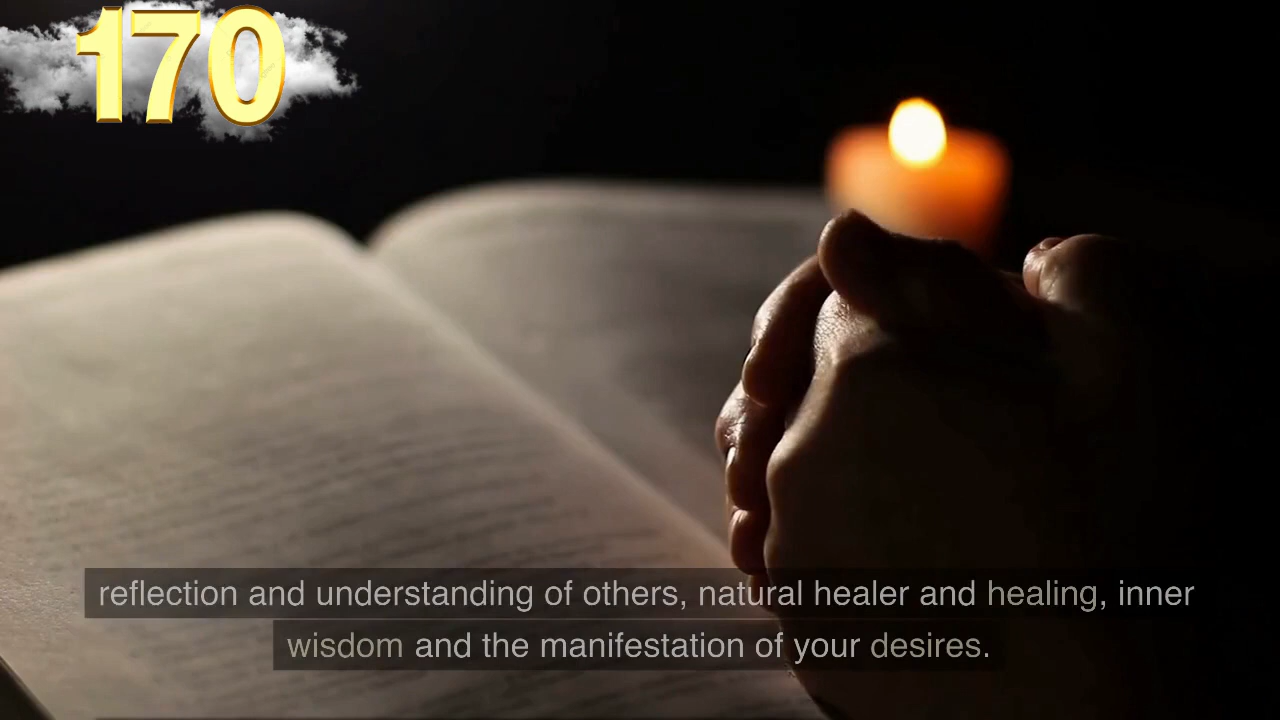 170
reflection and understanding of others, natural healer and healing, inner
wisdom and the manifestation of your desires.